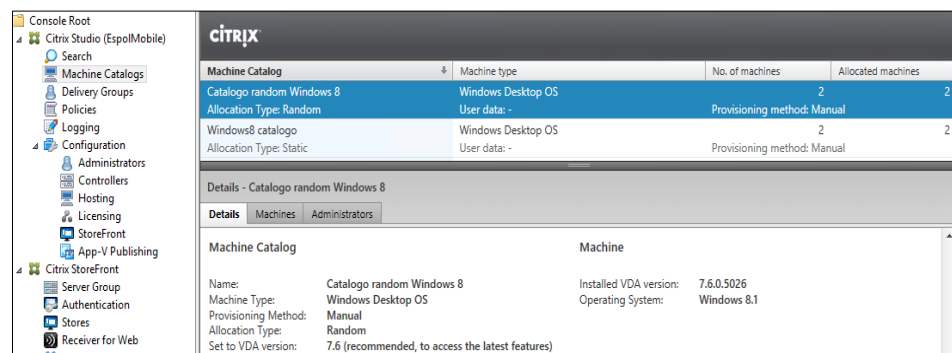 Console Root
Citrix Studio (EspolMobile)
Search
Machine Catalogs
Delivery Groups
Policies
Logging
Configuration
Administrators
Controllers
Hosting
Licensing
StoreFront
App-V Publishing
Citrix StoreFront
Server Group
Authentication
Stores
Receiver for Web
CİTRIX
Machine Catalog Machine type No. of machines Allocated machines
Catalogo random Windows 8 Windows Desktop OS 2 2
Allocation Type: Random User data: - Provisioning method: Manual
Windows8 catalogo Windows Desktop OS 2 2
Allocation Type: Static User data: - Provisioning method: Manual
Details - Catalogo random Windows 8
Details Machines Administrators
Machine Catalog Machine
Name: Catalogo random Windows 8 Installed VDA version: 7.6.0.5026
Machine Type: Windows Desktop OS Operating System: Windows 8.1
Provisioning Method: Manual
Allocation Type: Random
Set to VDA version: 7.6 (recommended, to access the latest features)